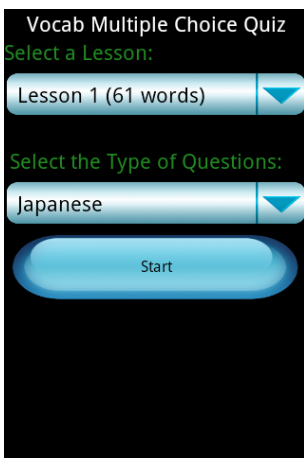 Vocab Multiple Choice Quiz
Select a Lesson:
Lesson 1 (61 words)
Select the Type of Questions:
Japanese
Start